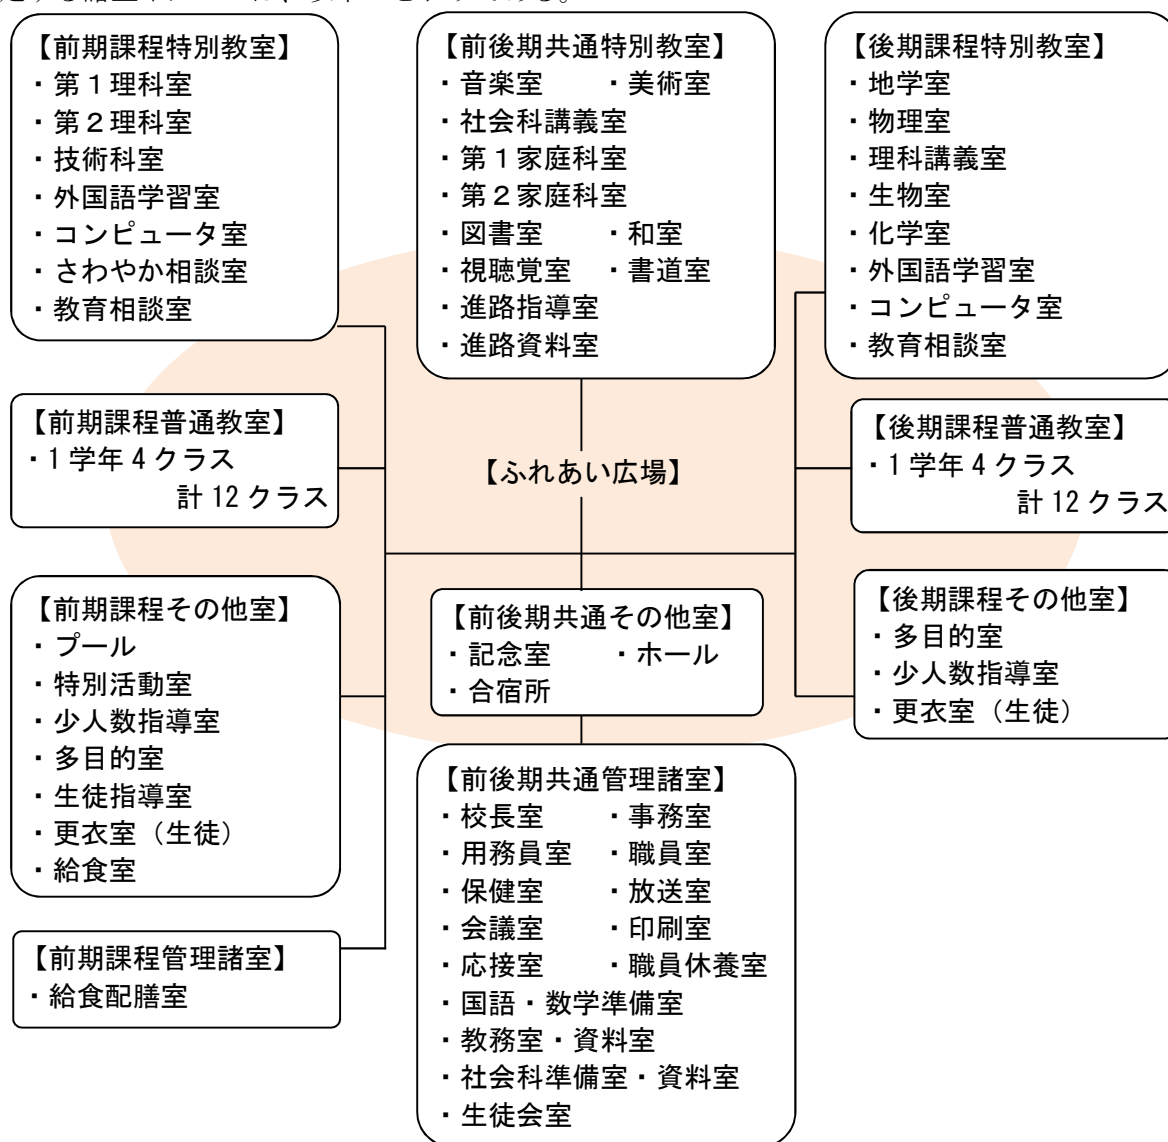 【前期課程特別教室】
・第１理科室
・第２理科室
・技術科室
・外国語学習室
・コンピュータ室
・さわやか相談室
・教育相談室
【前後期共通特別教室】
・音楽室　　・美術室
・社会科講義室
・第１家庭科室
・第２家庭科室
・図書室　　・和室
・視聴覚室　・書道室
・進路指導室
・進路資料室
【後期課程特別教室】
・地学室
・物理室
・理科講義室
・生物室
・化学室
・外国語学習室
・コンピュータ室
・教育相談室
【前期課程普通教室】
・1 学年 4 クラス
計 12 クラス
【ふれあい広場】
【後期課程普通教室】
・1 学年 4 クラス
計 12 クラス
【前期課程その他室】
・プール
・特別活動室
・少人数指導室
・多目的室
・生徒指導室
・更衣室（生徒）
・給食室
【前後期共通その他室】
・記念室　　・ホール
・合宿所
【後期課程その他室】
・多目的室
・少人数指導室
・更衣室（生徒）
【前期課程管理諸室】
・給食配膳室
【前後期共通管理諸室】
・校長室　　・事務室
・用務員室　・職員室
・保健室　　・放送室
・会議室　　・印刷室
・応接室　　・職員休養室
・国語・数学準備室
・教務室・資料室
・社会科準備室・資料室
・生徒会室